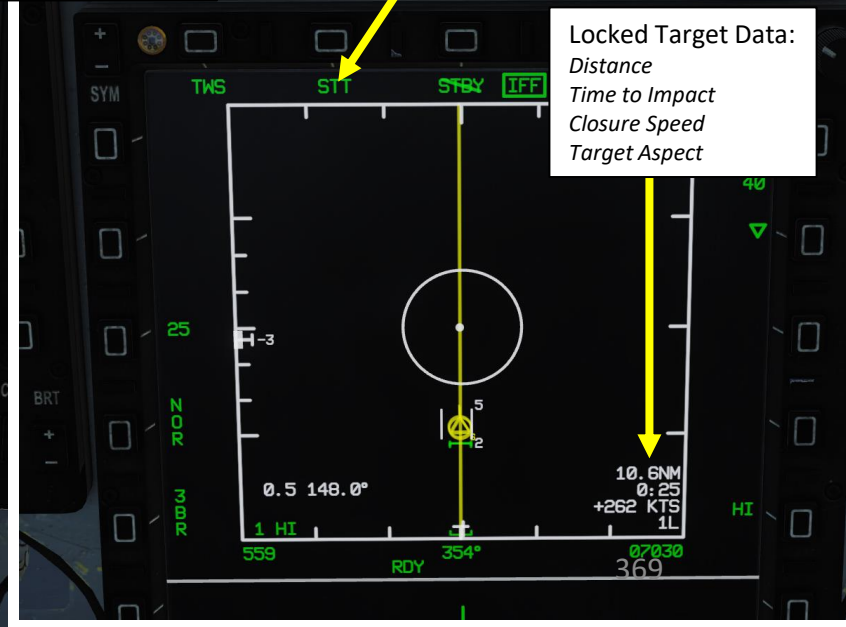 Locked Target Data:
Distance
Time to Impact
Closure Speed
Target Aspect
SYM
TWS STT STBY IFF
40
25
-3
BRT
NOR
5
2
3BR
0.5 148.0°
10.6NM
0:25
+262 KTS
1L
HI
1 HI
559 354° 07030
RDY
369